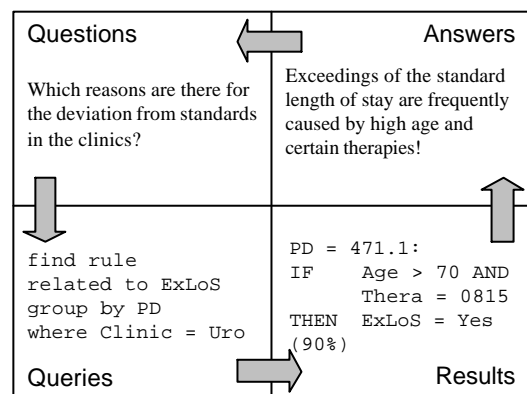 Questions
Which reasons are there for
the deviation from standards
in the clinics?
Answers
Exceedings of the standard
length of stay are frequently
caused by high age and
certain therapies!
find rule
related to ExLoS
group by PD
where Clinic = Uro
Queries
PD = 471.1:
IF Age > 70 AND
Thera = 0815
THEN ExLoS = Yes
(90%)
Results